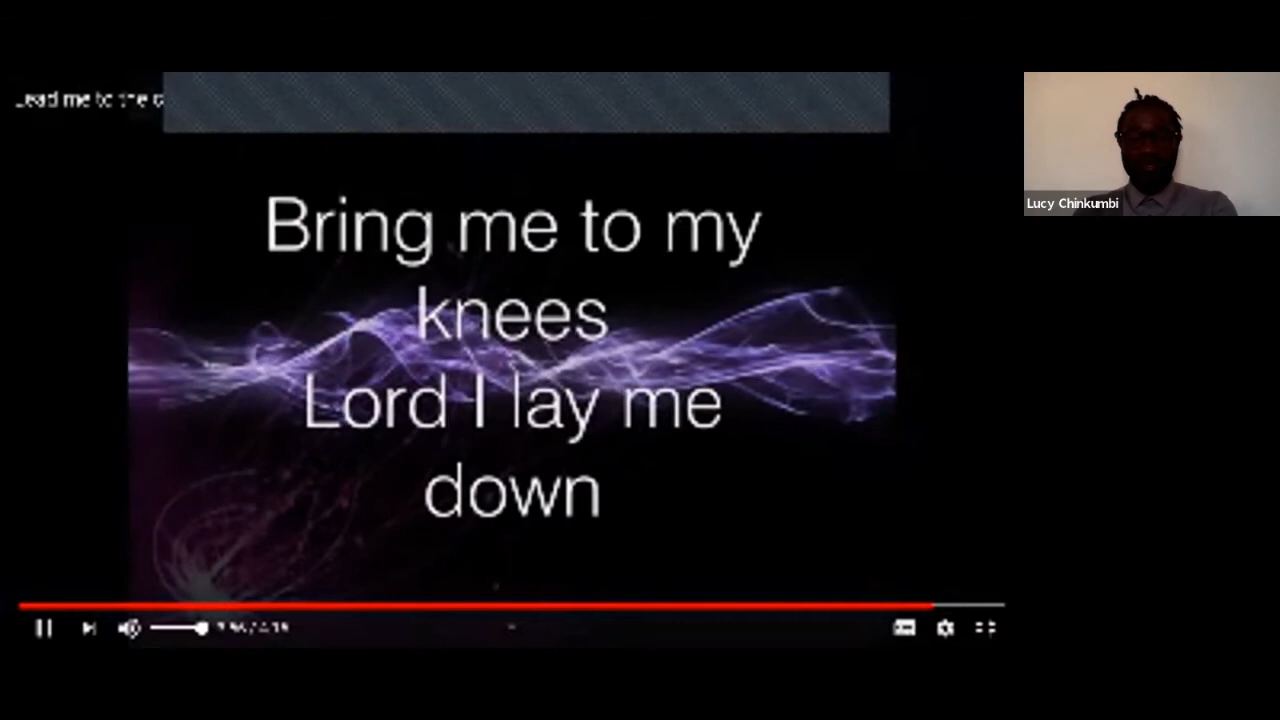 Lead me to the c
Bring me to my
knees
Lord I lay me
down
Lucy Chinkumbi